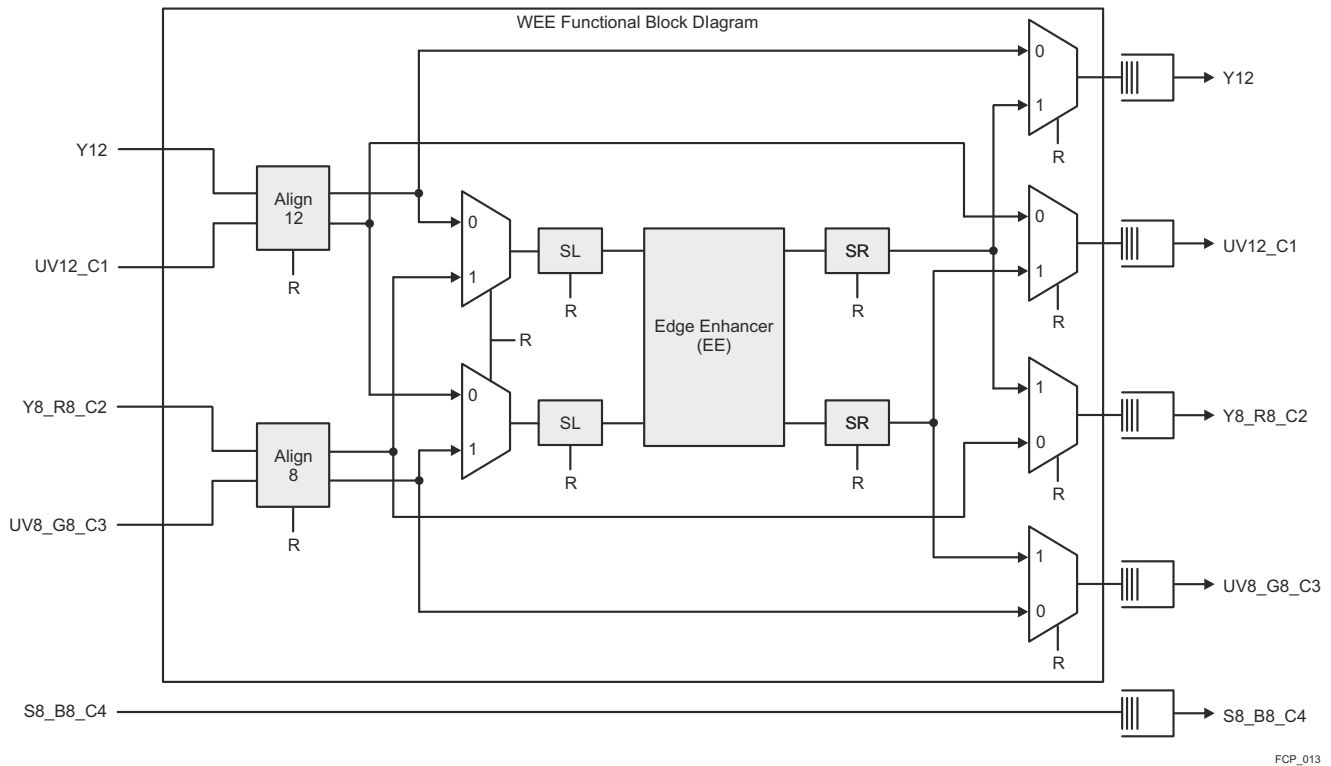 WEE Functional Block DIagram
0
Y12
1
R
Y12
Align
12
UV12_C1
R
0
1
SL
R
R
Edge Enhancer
(EE)
SR
R
0
1
UV12_C1
R
0
1
SL
R
SR
R
1
0
Y8_R8_C2
R
Y8_R8_C2
Align
8
UV8_G8_C3
R
1
0
UV8_G8_C3
R
S8_B8_C4
S8_B8_C4
FCP_013